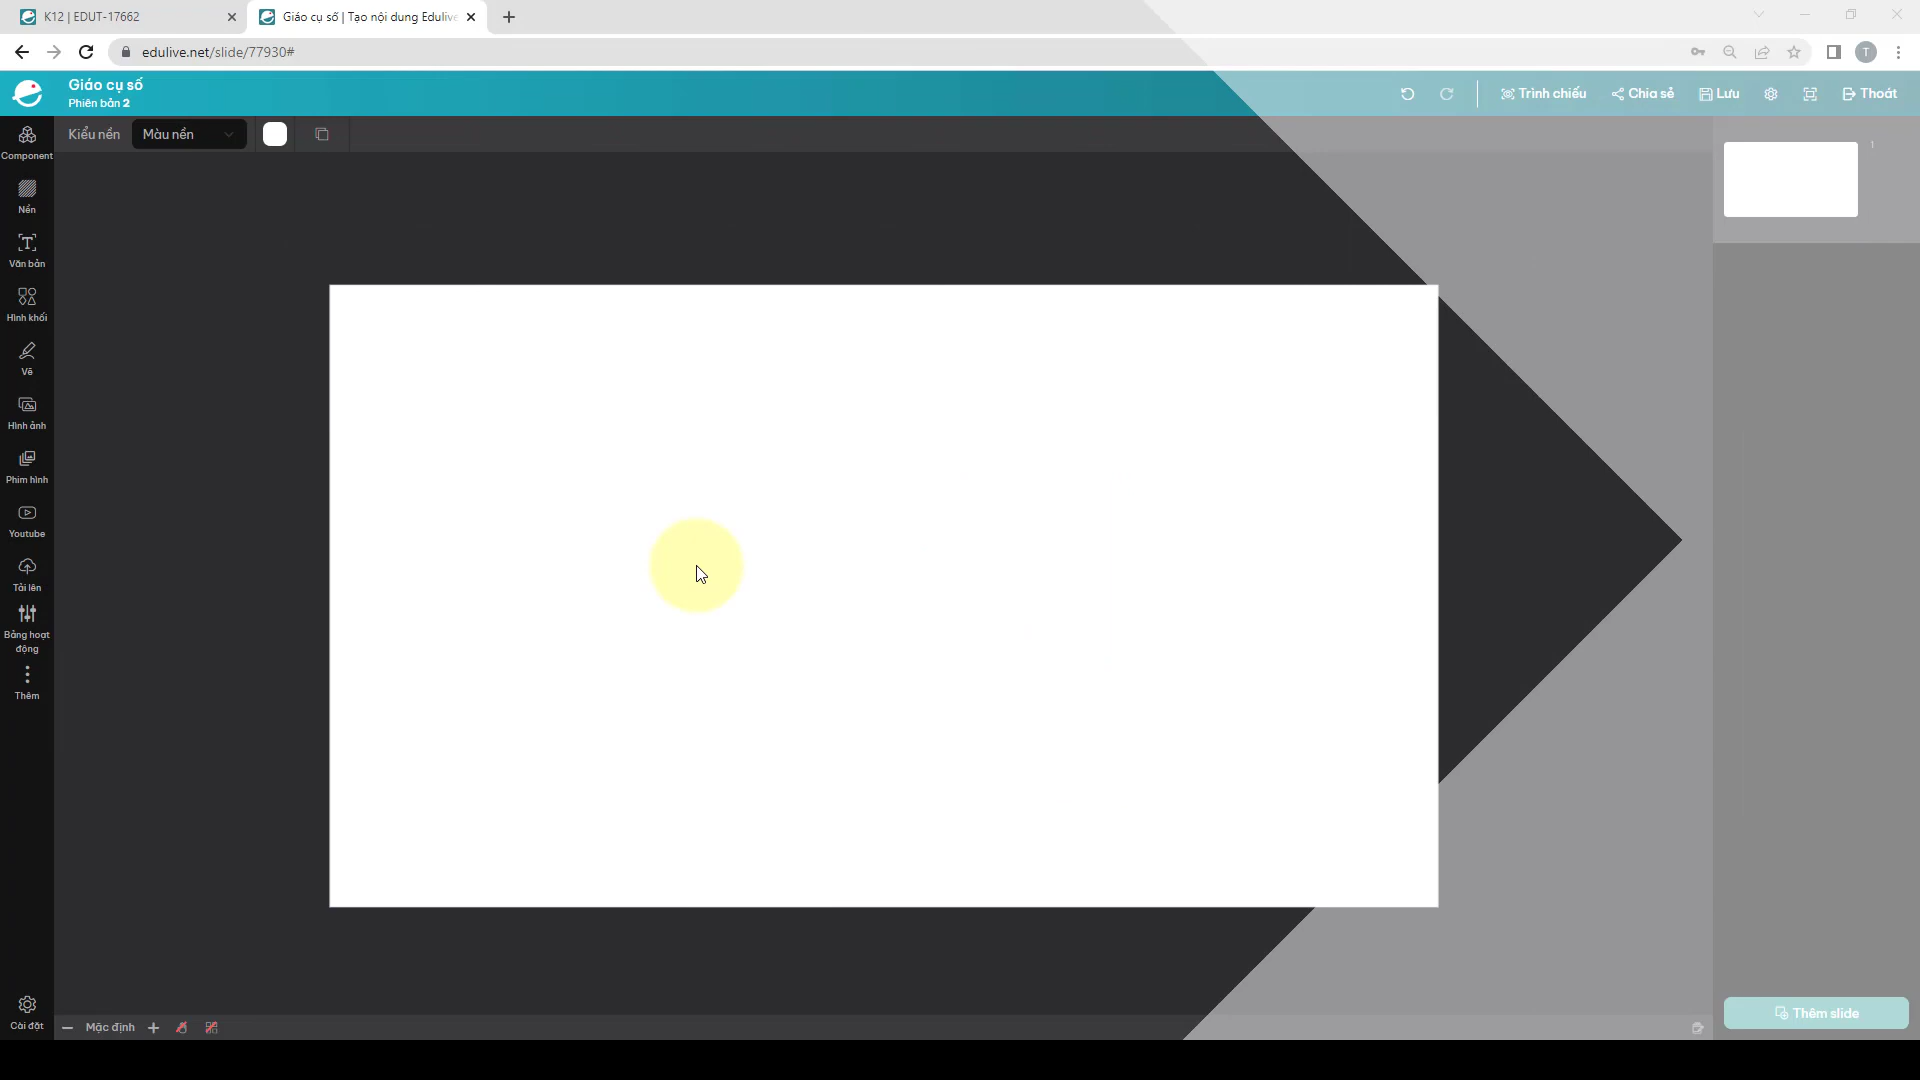 K12 | EDUT-17662
Giáo cụ số | Tạo nội dung Edulive
edulive.net/slide/77930#
T
Giáo cụ số
Phiên bản 2
Trình chiếu
Chia sẻ
Lưu
Thoát
Kiểu nền
Màu nền
Component
Nền
Văn bản
Hình khối
Vẽ
Hình ảnh
Phim hình
Youtube
Tải lên
Bảng hoạt
động
Thêm
Cài đặt
1
Mặc định
Thêm slide